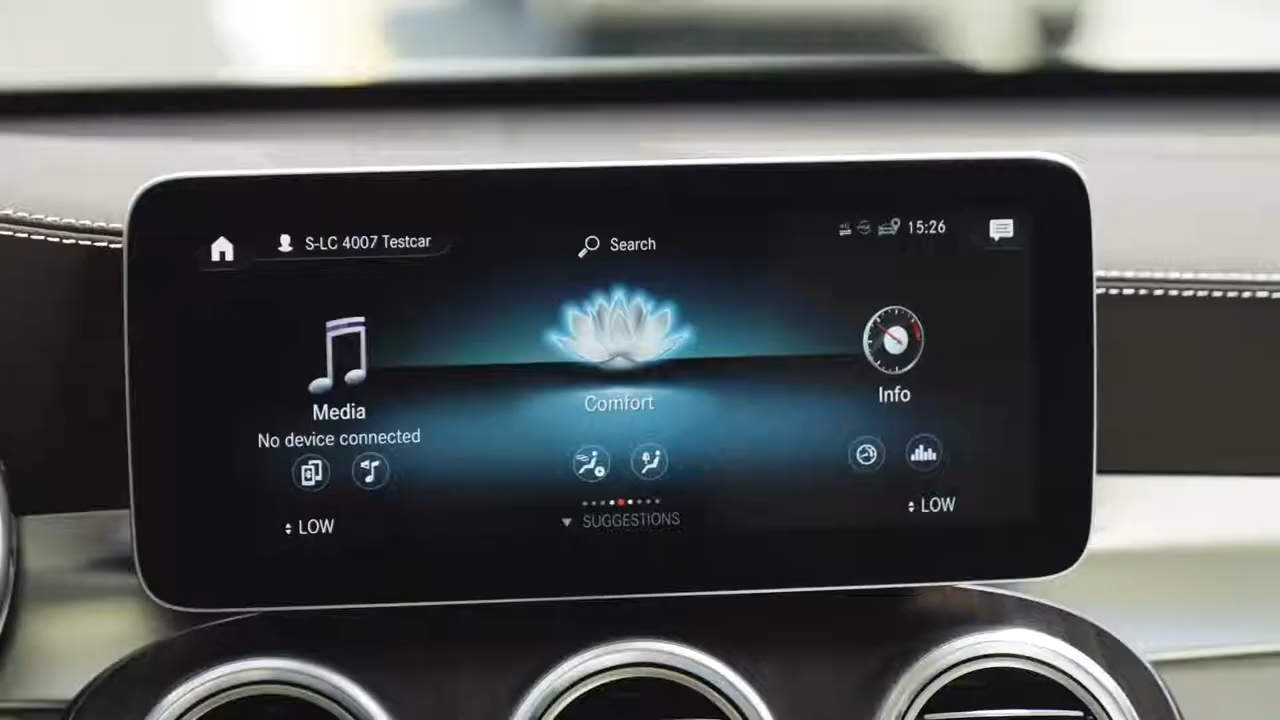 S-LC 4007 Testcar
Search
15:26
Media
No device connected
Comfort
Info
LOW
SUGGESTIONS
LOW